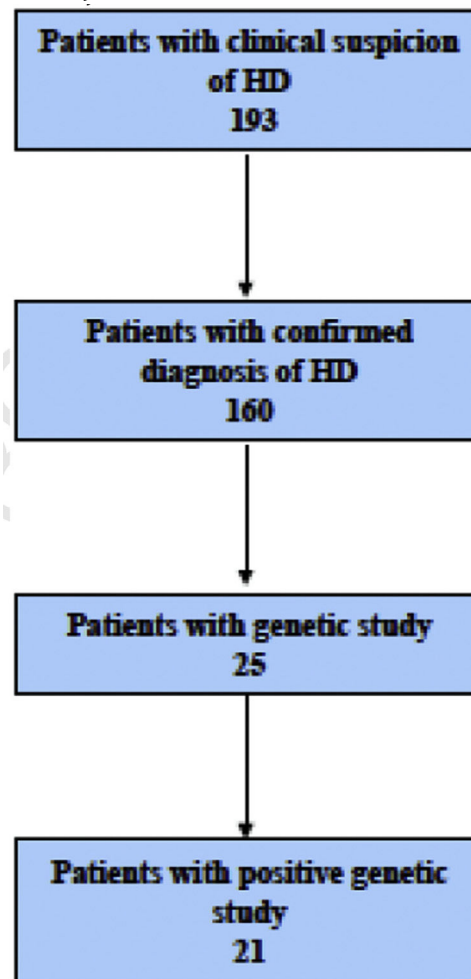 Patients with clinical suspicion
of HD
193
Patients with confirmed
diagnosis of HD
160
Patients with genetic study
25
Patients with positive genetic
study
21